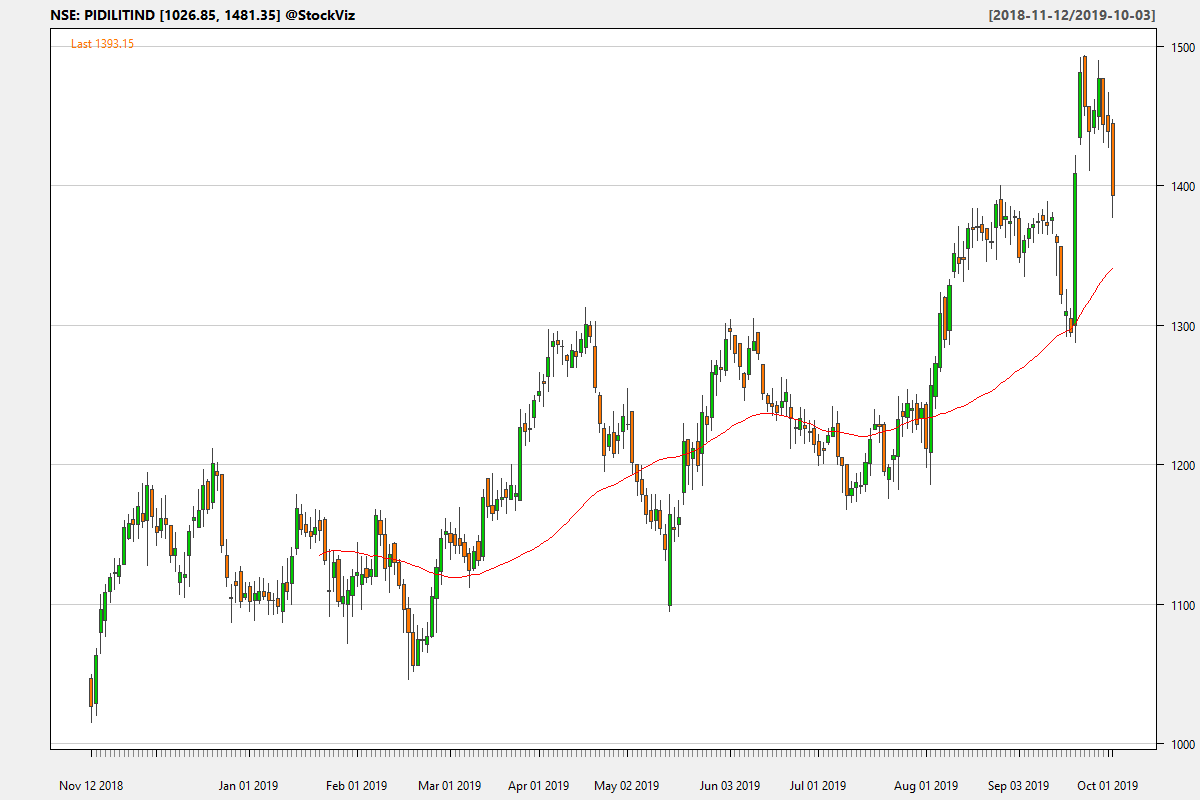 NSE: PIDILITIND [1026.85, 1481.35] @StockViz
[2018-11-12/2019-10-03]
Last 1393.15
1500
1400
1300
1200
1100
1000
Nov 12 2018
Jan 01 2019
Feb 01 2019
Mar 01 2019
Apr 01 2019
May 02 2019
Jun 03 2019
Jul 01 2019
Aug 01 2019
Sep 03 2019
Oct 01 2019